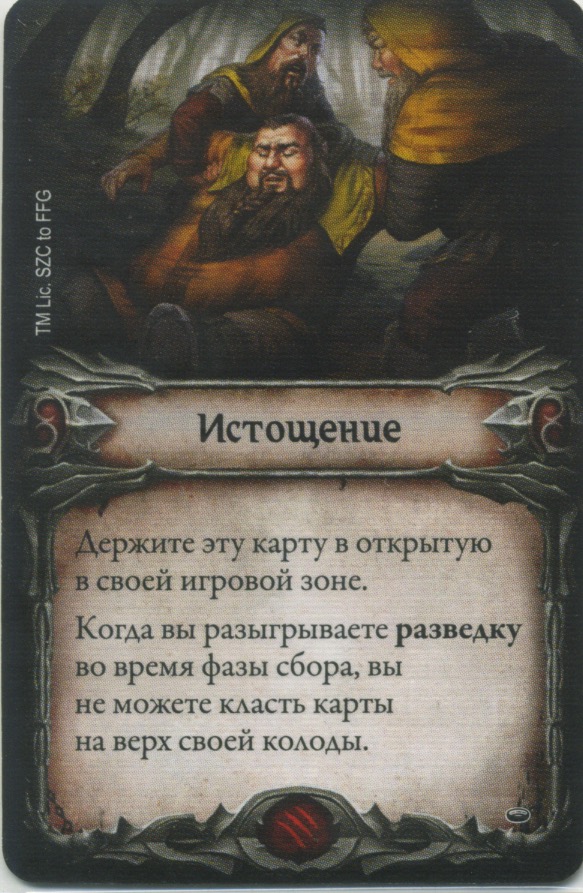 TM Lic. SZC to FFG
Истощение
Держите эту карту в открытую
в своей игровой зоне.
Когда вы разыгрываете разведку
во время фазы сбора, вы
не можете класть карты
на верх своей колоды.